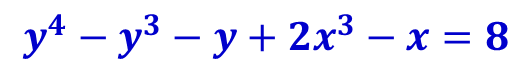 y⁴ − y³ − y + 2x³ − x = 8